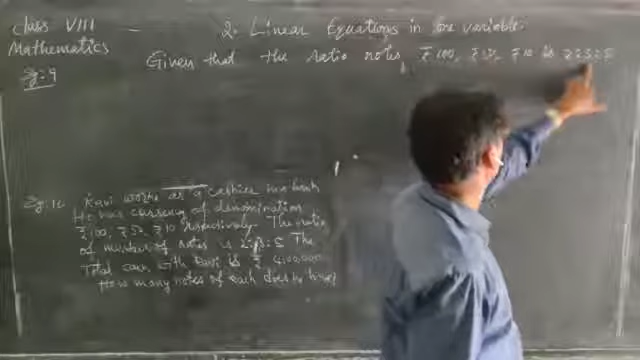 Class VIII — 2. Linear Equations in one variable.
Mathematics
Given that the ratio notes ₹100, ₹50, ₹10 is 2:3:5
Eg: 9
Eg: 10 Ravi works as a cashier in a bank
He has currency of denomination
₹100, ₹50, ₹10 respectively. The ratio
of number of notes is 2:3:5 The
Total cash with Ravi is ₹ 4,00,000
How many notes of each does he have?